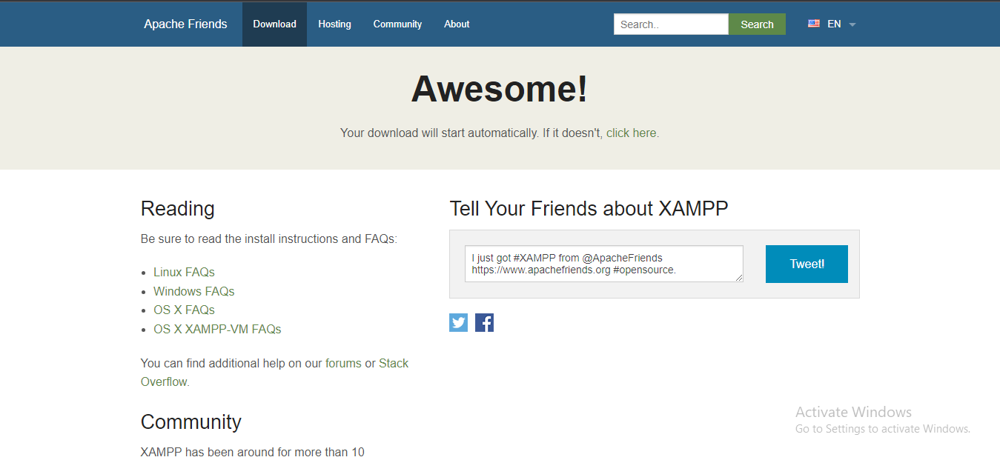 Apache Friends Download Hosting Community About Search.. Search EN
Awesome!
Your download will start automatically. If it doesn't, click here.
Reading
Be sure to read the install instructions and FAQs:
Linux FAQs
Windows FAQs
OS X FAQs
OS X XAMPP-VM FAQs
You can find additional help on our forums or Stack
Overflow.
Community
XAMPP has been around for more than 10
Tell Your Friends about XAMPP
I just got #XAMPP from @ApacheFriends
https://www.apachefriends.org #opensource.
Tweet!
Activate Windows
Go to Settings to activate Windows.